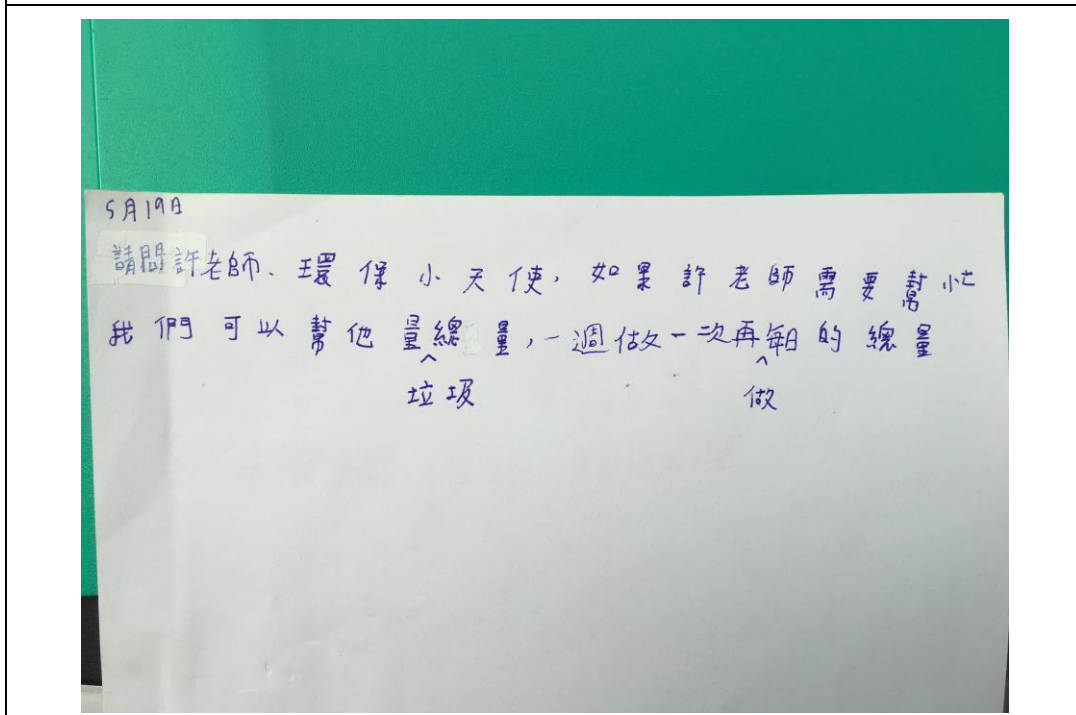 5月19日
請問許老師、環保小天使,如果許老師需要幫忙
我們可以幫他量垃圾總量,一週做一次再做每日的總量